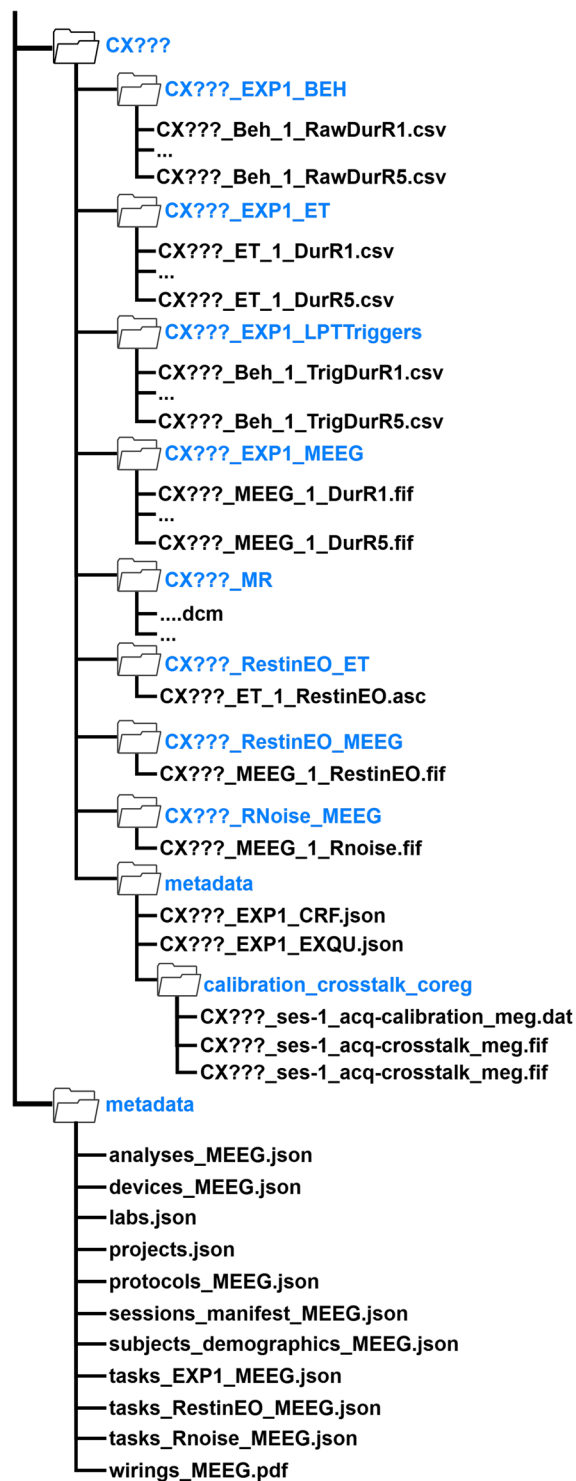 CX???
CX???_EXP1_BEH
CX???_Beh_1_RawDurR1.csv
...
CX???_Beh_1_RawDurR5.csv
CX???_EXP1_ET
CX???_ET_1_DurR1.csv
...
CX???_ET_1_DurR5.csv
CX???_EXP1_LPTTriggers
CX???_Beh_1_TrigDurR1.csv
...
CX???_Beh_1_TrigDurR5.csv
CX???_EXP1_MEEG
CX???_MEEG_1_DurR1.fif
...
CX???_MEEG_1_DurR5.fif
CX???_MR
....dcm
...
CX???_RestinEO_ET
CX???_ET_1_RestinEO.asc
CX???_RestinEO_MEEG
CX???_MEEG_1_RestinEO.fif
CX???_RNoise_MEEG
CX???_MEEG_1_Rnoise.fif
metadata
CX???_EXP1_CRF.json
CX???_EXP1_EXQU.json
calibration_crosstalk_coreg
CX???_ses-1_acq-calibration_meg.dat
CX???_ses-1_acq-crosstalk_meg.fif
CX???_ses-1_acq-crosstalk_meg.fif
metadata
analyses_MEEG.json
devices_MEEG.json
labs.json
projects.json
protocols_MEEG.json
sessions_manifest_MEEG.json
subjects_demographics_MEEG.json
tasks_EXP1_MEEG.json
tasks_RestinEO_MEEG.json
tasks_Rnoise_MEEG.json
wirings_MEEG.pdf